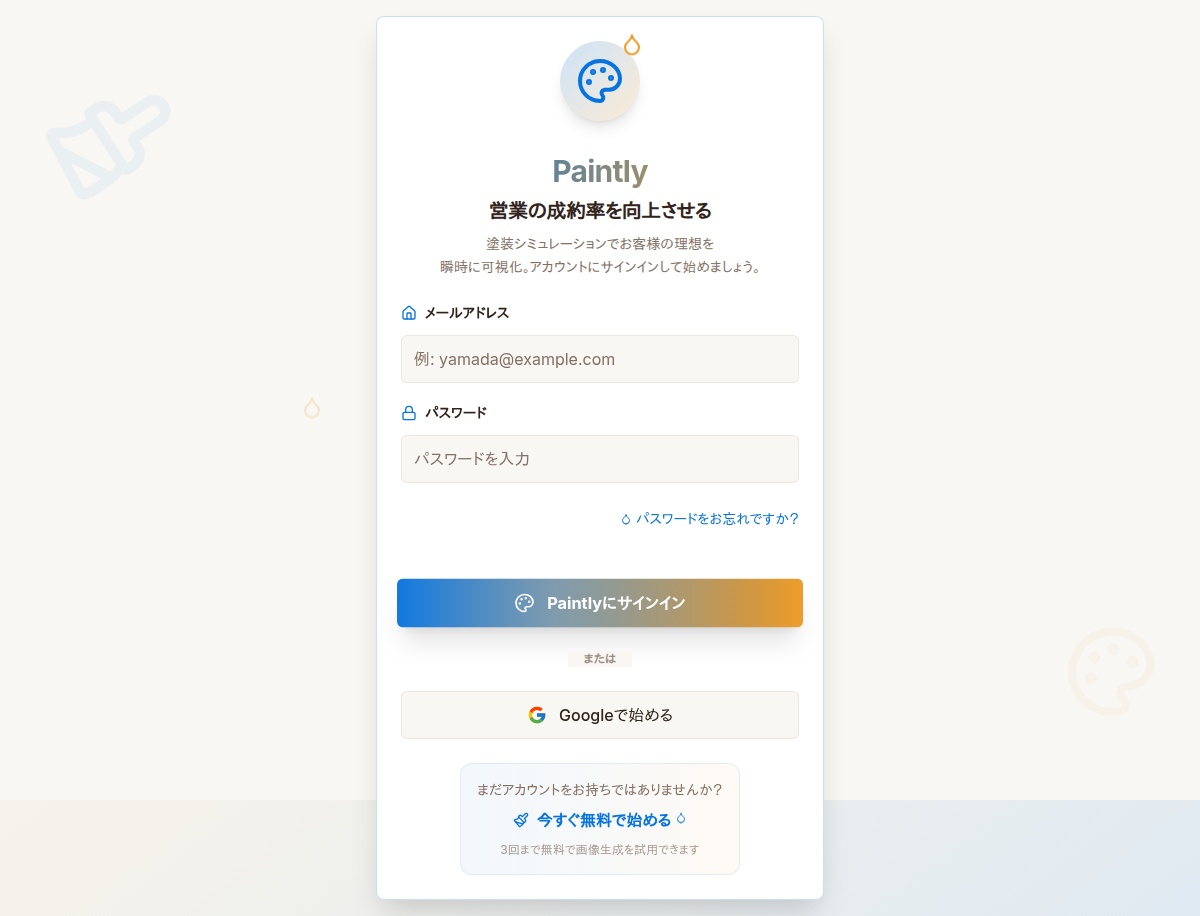 Paintly
営業の成約率を向上させる
塗装シミュレーションでお客様の理想を
瞬時に可視化。アカウントにサインインして始めましょう。
メールアドレス
例: yamada@example.com
パスワード
パスワードを入力
パスワードをお忘れですか?
Paintlyにサインイン
または
Googleで始める
まだアカウントをお持ちではありませんか?
今すぐ無料で始める
3回まで無料で画像生成を試用できます